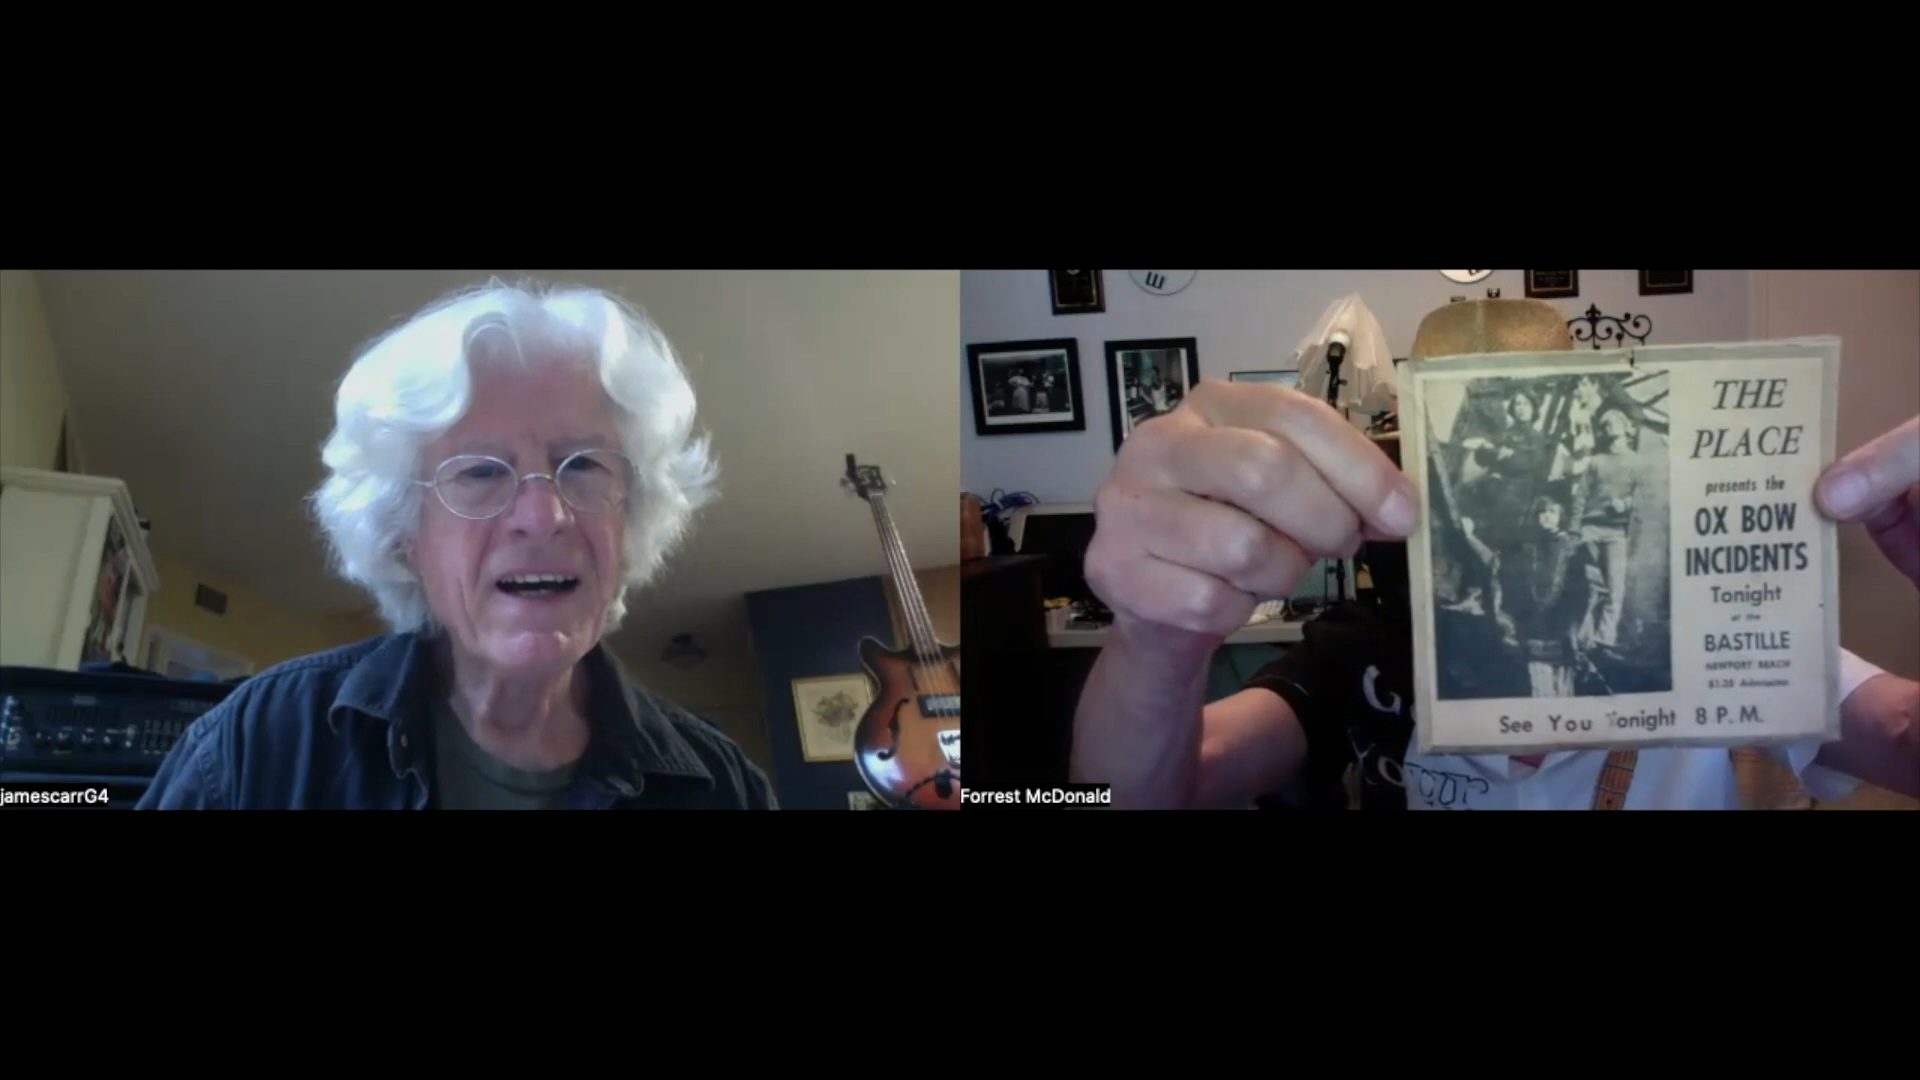 THE
PLACE
presents the
OX BOW
INCIDENTS
Tonight
at the
BASTILLE
NEWPORT BEACH
$1.25 Admission
See You Tonight 8 P.M.
jamescarrG4
Forrest McDonald